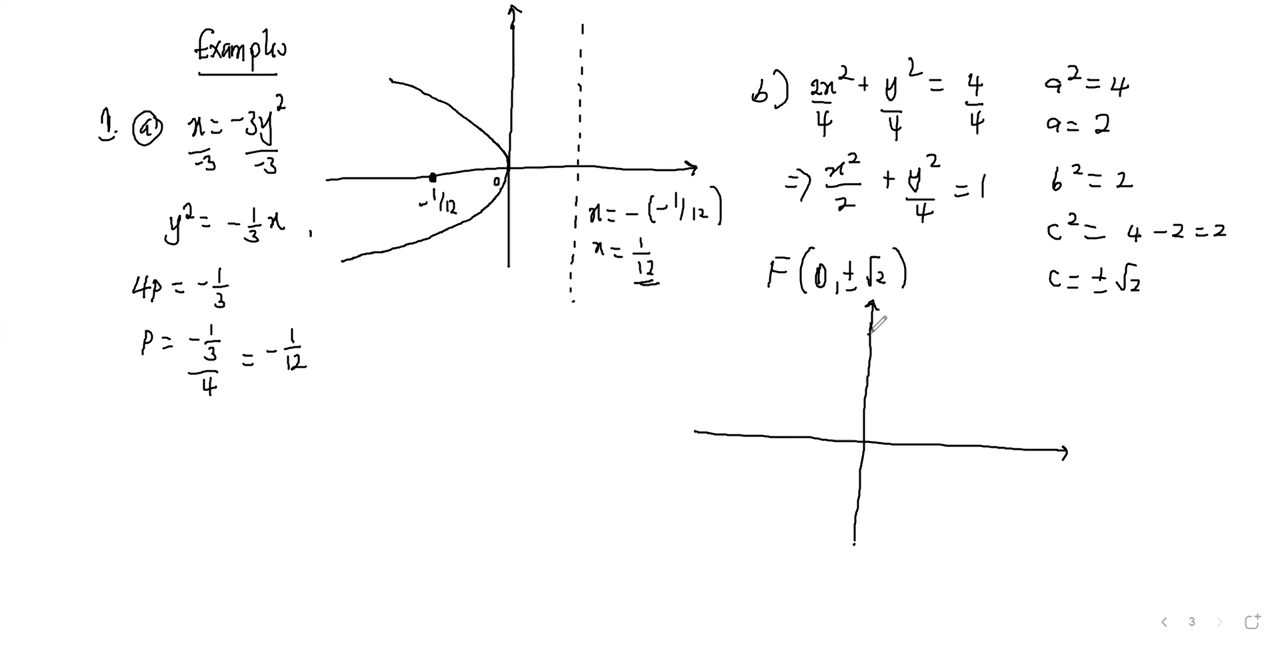 Examples
1. (a) x = -3y²
-3 -3
y² = -1/3 x ,
4p = -1/3
p = -1/3 / 4 = -1/12
-1/12
0
x = -(-1/12)
x = 1/12
b) 2x²/4 + y²/4 = 4/4
=> x²/2 + y²/4 = 1
F(0, ±√2)
a² = 4
a = 2
b² = 2
c² = 4 - 2 = 2
c = ±√2
< 3 >